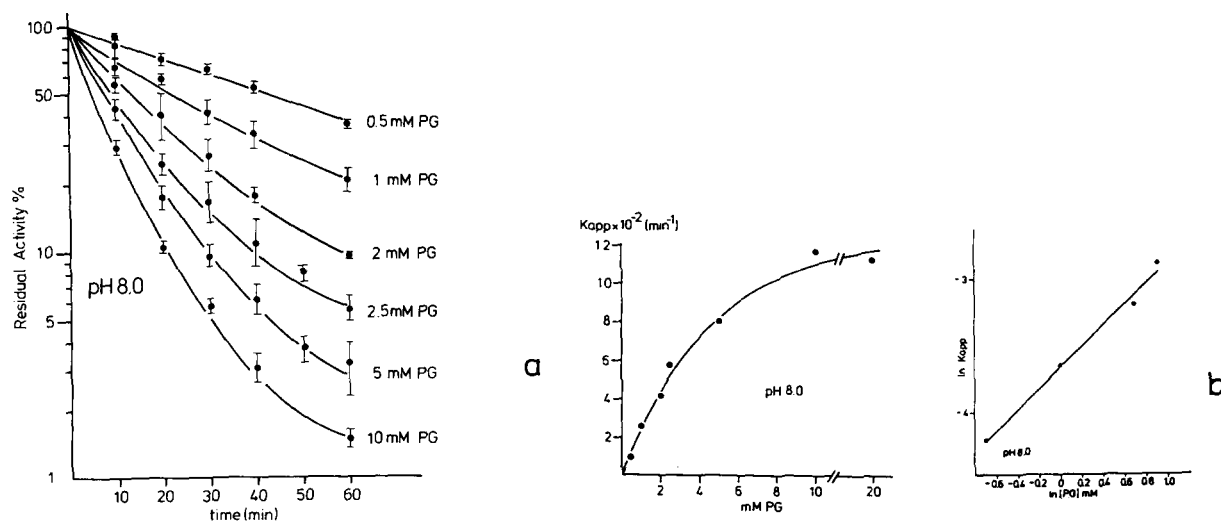 100
50
10
5
1
Residual Activity %
pH 8.0
0.5 mM PG
1 mM PG
2 mM PG
2.5 mM PG
5 mM PG
10 mM PG
10 20 30 40 50 60
time (min)
a
Kapp×10⁻² (min⁻¹)
12
10
8
6
4
2
pH 8.0
2 4 6 8 10 20
mM PG
b
-3
-4
ln Kapp
pH 8.0
-0.6 -0.4 -0.2 0 0.2 0.4 0.6 0.8 1.0
ln [PG] mM